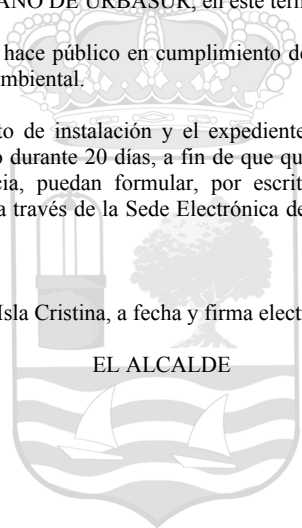 ANO DE URBASUR, en este térm
hace público en cumplimiento de
mbiental.
to de instalación y el expediente
o durante 20 días, a fin de que qu
cia, puedan formular, por escrit
a través de la Sede Electrónica de
Isla Cristina, a fecha y firma elect
EL ALCALDE